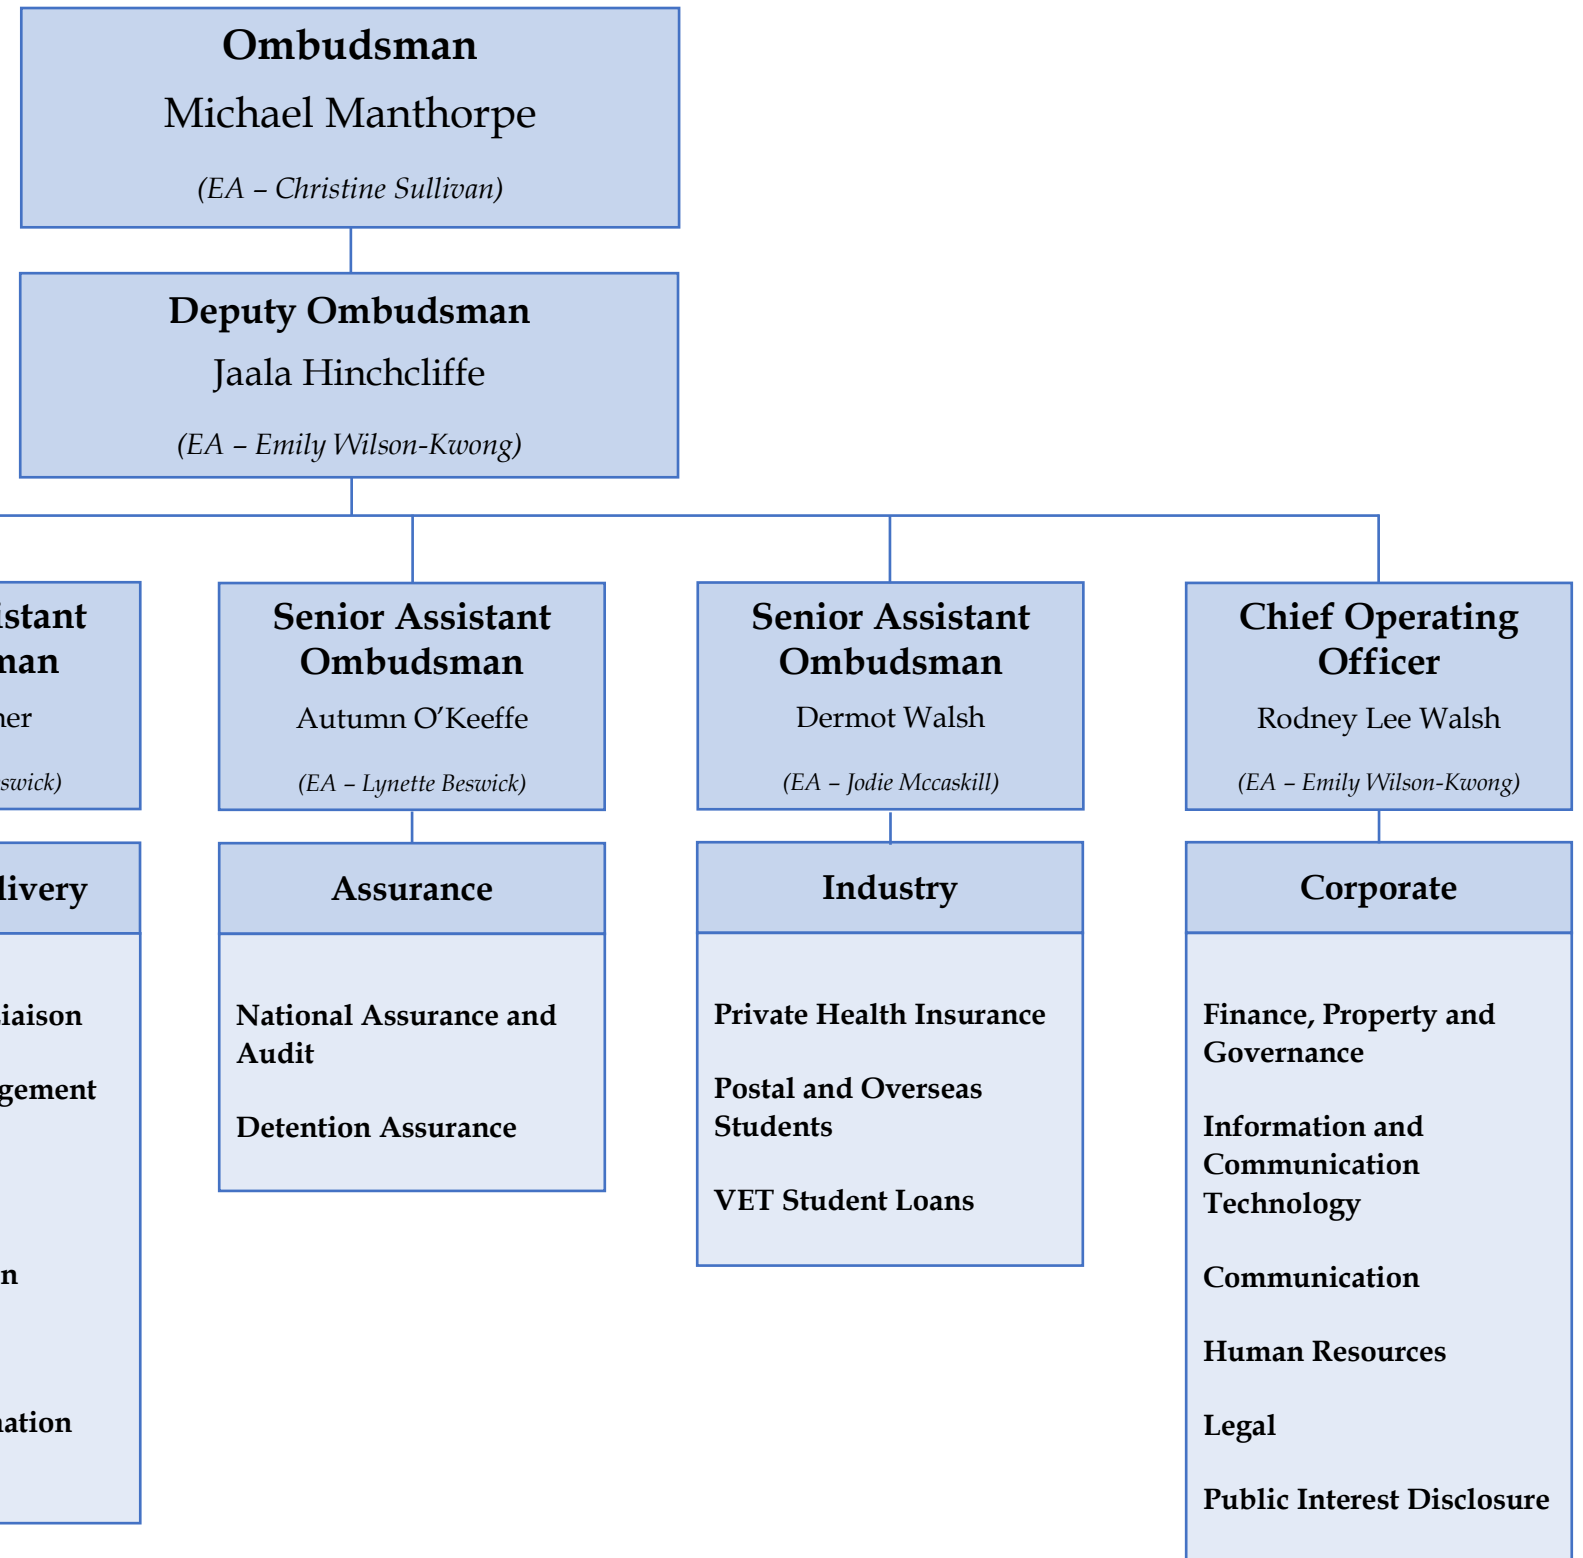 Ombudsman
Michael Manthorpe
(EA – Christine Sullivan)
Deputy Ombudsman
Jaala Hinchcliffe
(EA – Emily Wilson-Kwong)
Senior Assistant
Ombudsman
Autumn O’Keeffe
(EA – Lynette Beswick)
Assurance
National Assurance and
Audit
Detention Assurance
Senior Assistant
Ombudsman
Dermot Walsh
(EA – Jodie Mccaskill)
Industry
Private Health Insurance
Postal and Overseas
Students
VET Student Loans
Chief Operating
Officer
Rodney Lee Walsh
(EA – Emily Wilson-Kwong)
Corporate
Finance, Property and
Governance
Information and
Communication
Technology
Communication
Human Resources
Legal
Public Interest Disclosure